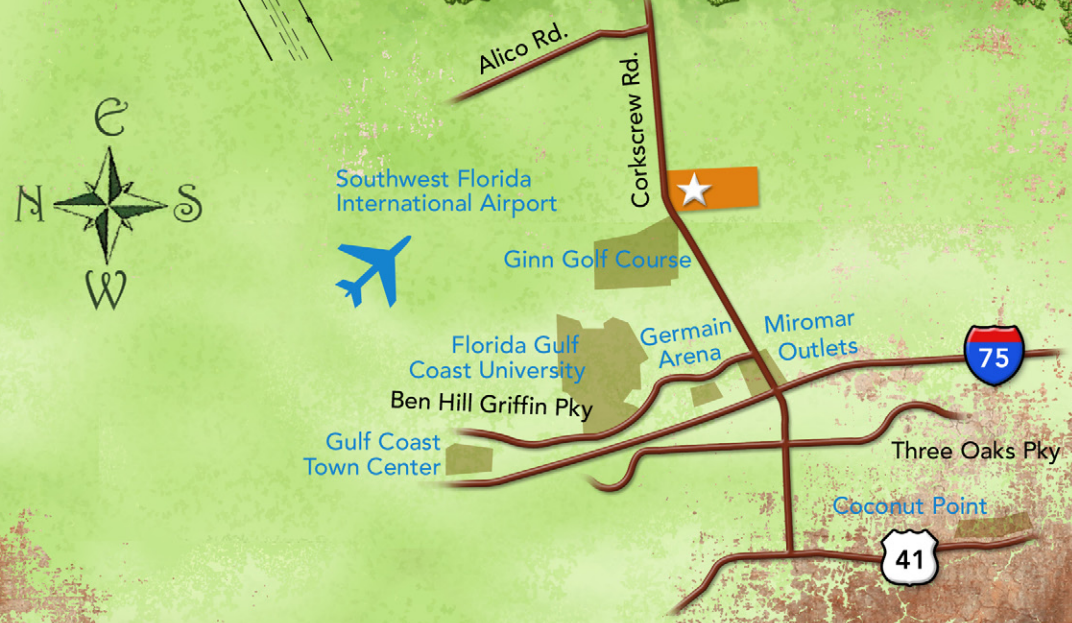 Alico Rd.
Corkscrew Rd.
E
N
S
W
Southwest Florida
International Airport
Ginn Golf Course
Germain
Arena
Miromar
Outlets
Florida Gulf
Coast University
75
Ben Hill Griffin Pky
Gulf Coast
Town Center
Three Oaks Pky
Coconut Point
41